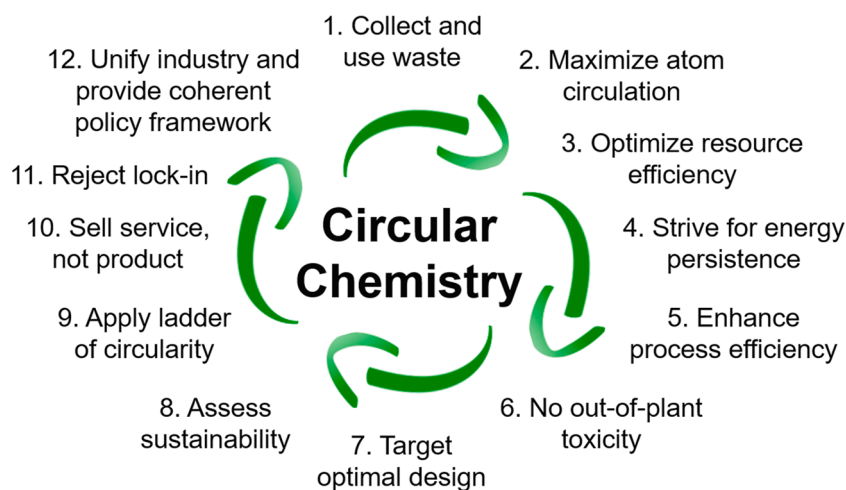 1. Collect and
use waste
2. Maximize atom
circulation
3. Optimize resource
efficiency
4. Strive for energy
persistence
5. Enhance
process efficiency
6. No out-of-plant
toxicity
7. Target
optimal design
8. Assess
sustainability
9. Apply ladder
of circularity
10. Sell service,
not product
11. Reject lock-in
12. Unify industry and
provide coherent
policy framework
Circular
Chemistry